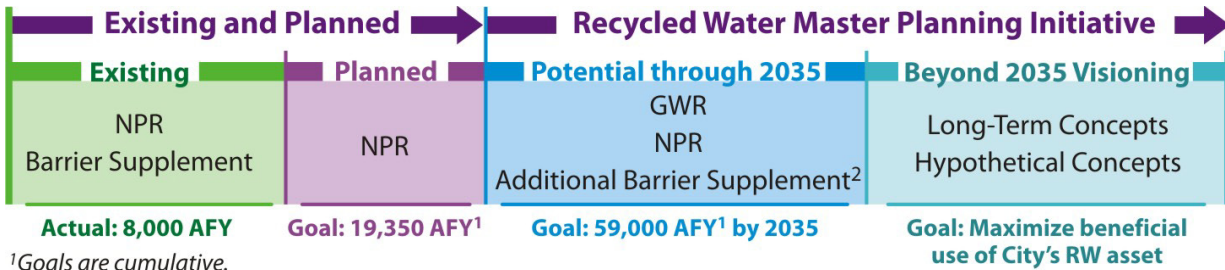 Existing and Planned
Recycled Water Master Planning Initiative
Existing
Planned
Potential through 2035
Beyond 2035 Visioning
NPR
Barrier Supplement
NPR
GWR
NPR
Additional Barrier Supplement²
Long-Term Concepts
Hypothetical Concepts
Actual: 8,000 AFY
Goal: 19,350 AFY¹
Goal: 59,000 AFY¹ by 2035
Goal: Maximize beneficial
use of City's RW asset
¹Goals are cumulative.